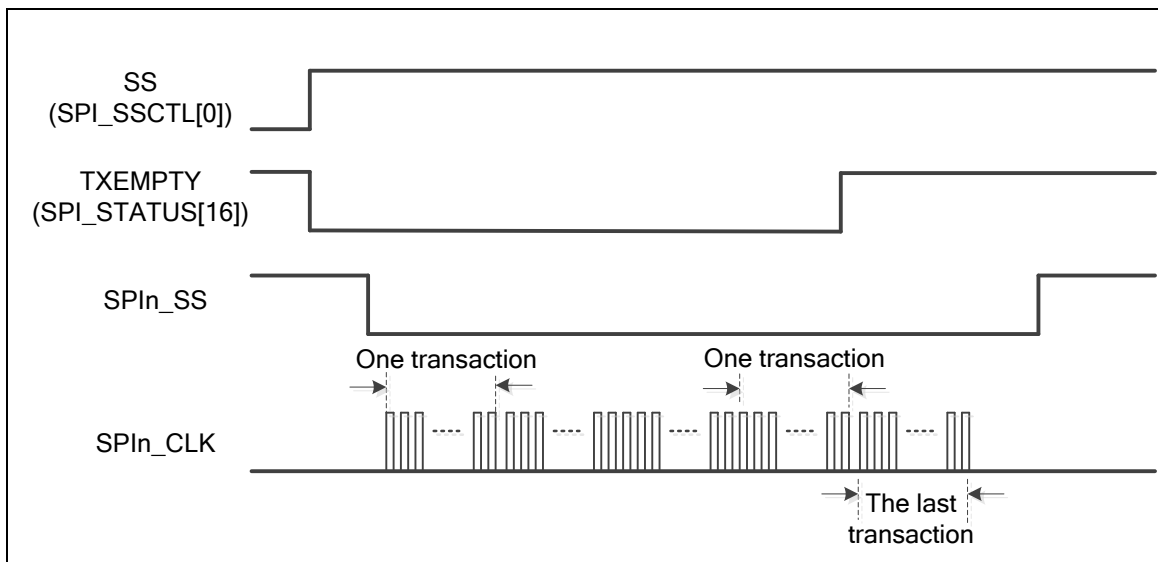 SS
(SPI_SSCTL[0])
TXEMPTY
(SPI_STATUS[16])
SPIn_SS
One transaction
One transaction
SPIn_CLK
The last
transaction